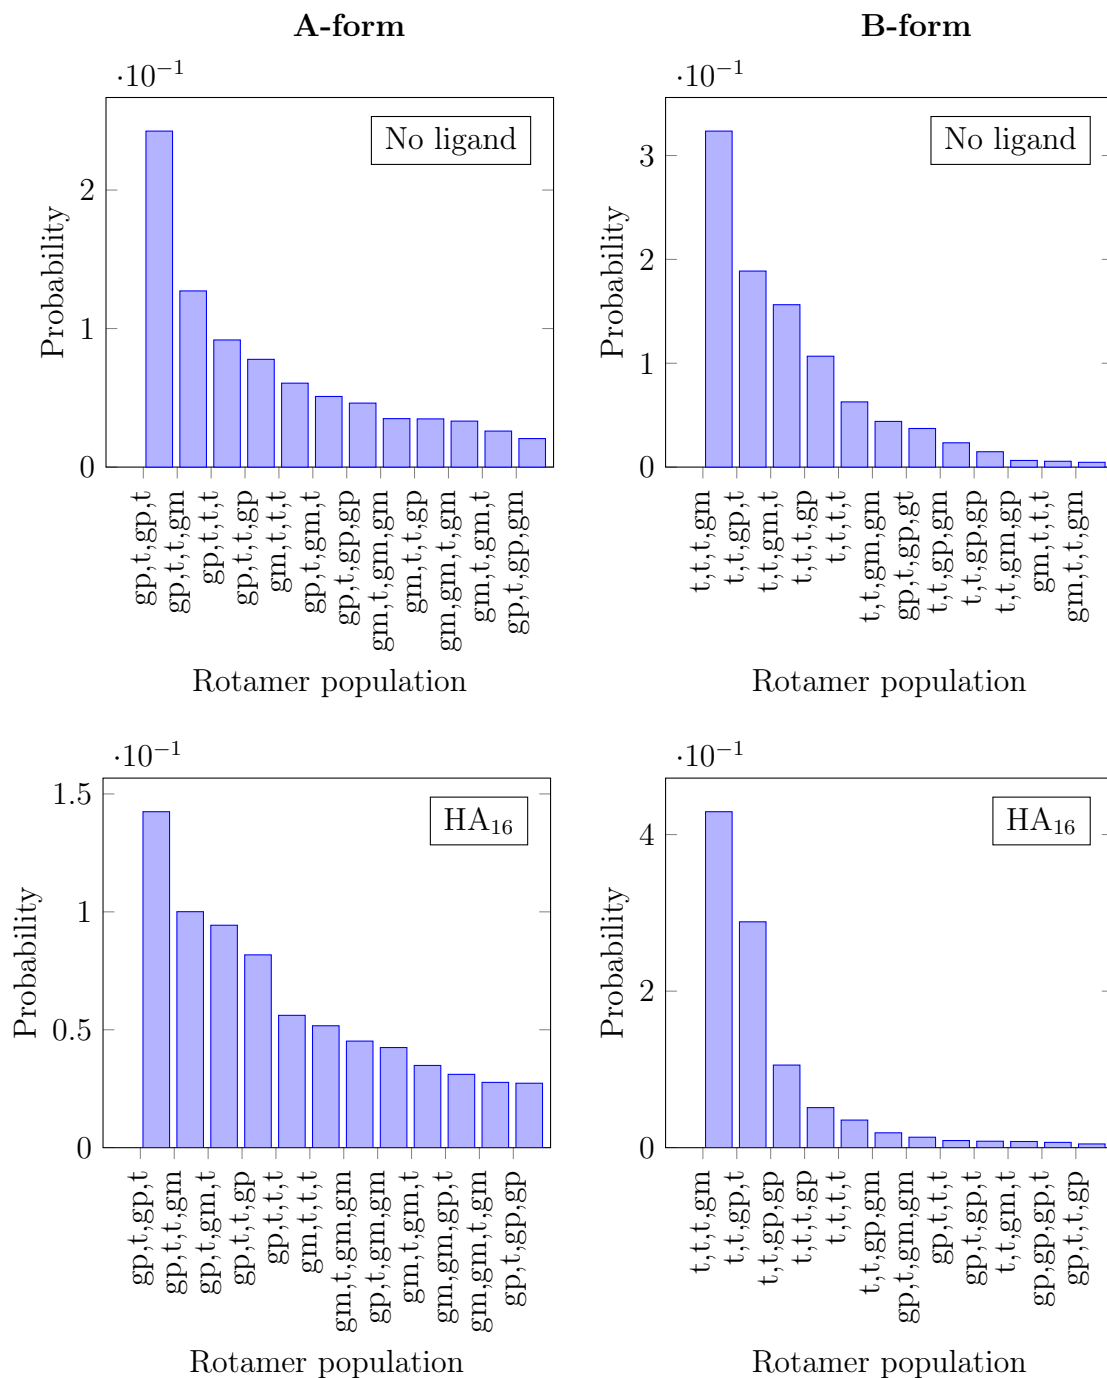 A-form
B-form
·10⁻¹
No ligand
Probability
2
1
0
gp,t,gp,t
gp,t,t,gm
gp,t,t,t
gp,t,t,gp
gm,t,t,t
gp,t,gm,t
gp,t,gp,gp
gm,t,gm,gm
gm,t,t,gp
gm,gm,t,gm
gm,t,gm,t
gp,t,gp,gm
Rotamer population
·10⁻¹
No ligand
Probability
3
2
1
0
t,t,t,gm
t,t,gp,t
t,t,gm,t
t,t,t,gp
t,t,t,t
t,t,gm,gm
gp,t,gp,gt
t,t,gp,gm
t,t,gp,gp
t,t,gm,gp
gm,t,t,t
gm,t,t,gm
Rotamer population
·10⁻¹
HA₁₆
Probability
1.5
1
0.5
0
gp,t,gp,t
gp,t,t,gm
gp,t,gm,t
gp,t,t,gp
gp,t,t,t
gm,t,t,t
gm,t,gm,gm
gp,t,gm,gm
gm,t,gm,t
gm,gm,gp,t
gm,gm,t,gm
gp,t,gp,gp
Rotamer population
·10⁻¹
HA₁₆
Probability
4
2
0
t,t,t,gm
t,t,gp,t
t,t,gp,gp
t,t,t,gp
t,t,t,t
t,t,gp,gm
gp,t,gm,gm
gp,t,t,t
gp,t,gp,t
t,t,gm,t
gp,gp,gp,t
gp,t,t,gp
Rotamer population